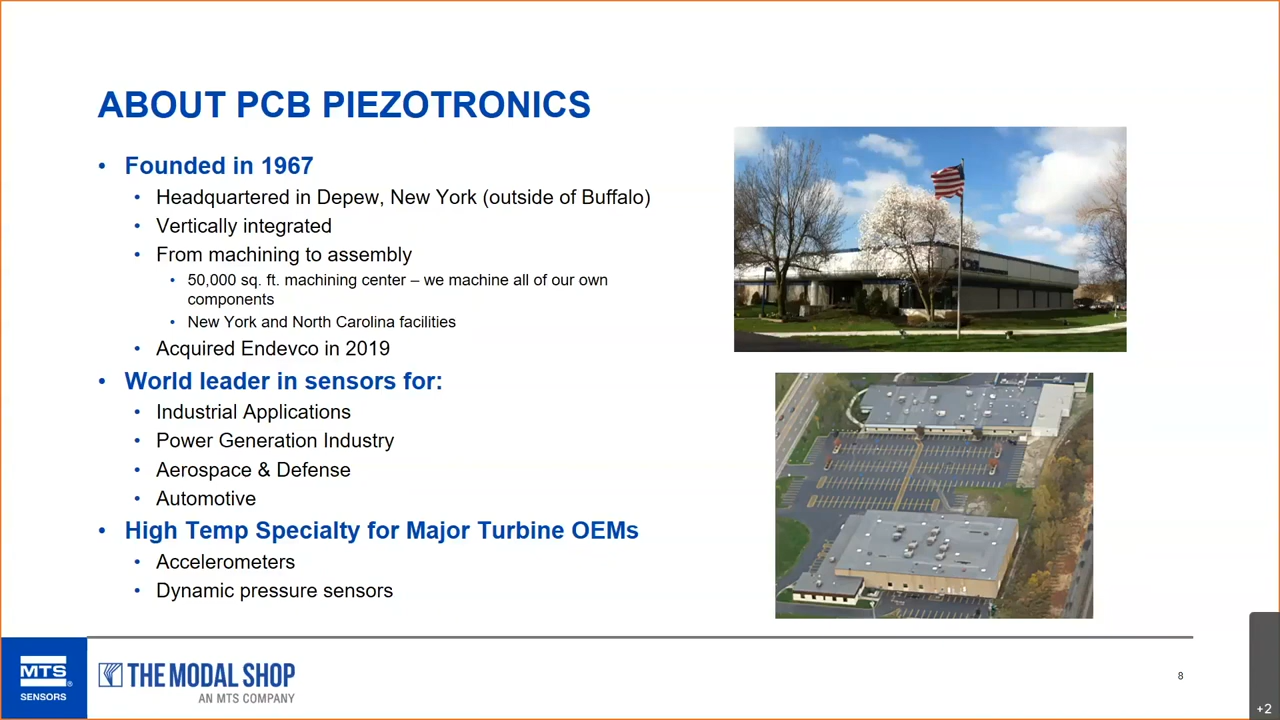 ABOUT PCB PIEZOTRONICS
• Founded in 1967
• Headquartered in Depew, New York (outside of Buffalo)
• Vertically integrated
• From machining to assembly
• 50,000 sq. ft. machining center – we machine all of our own
components
• New York and North Carolina facilities
• Acquired Endevco in 2019
• World leader in sensors for:
• Industrial Applications
• Power Generation Industry
• Aerospace & Defense
• Automotive
• High Temp Specialty for Major Turbine OEMs
• Accelerometers
• Dynamic pressure sensors
PCB
MTS®
SENSORS
THE MODAL SHOP
AN MTS COMPANY
8
+2